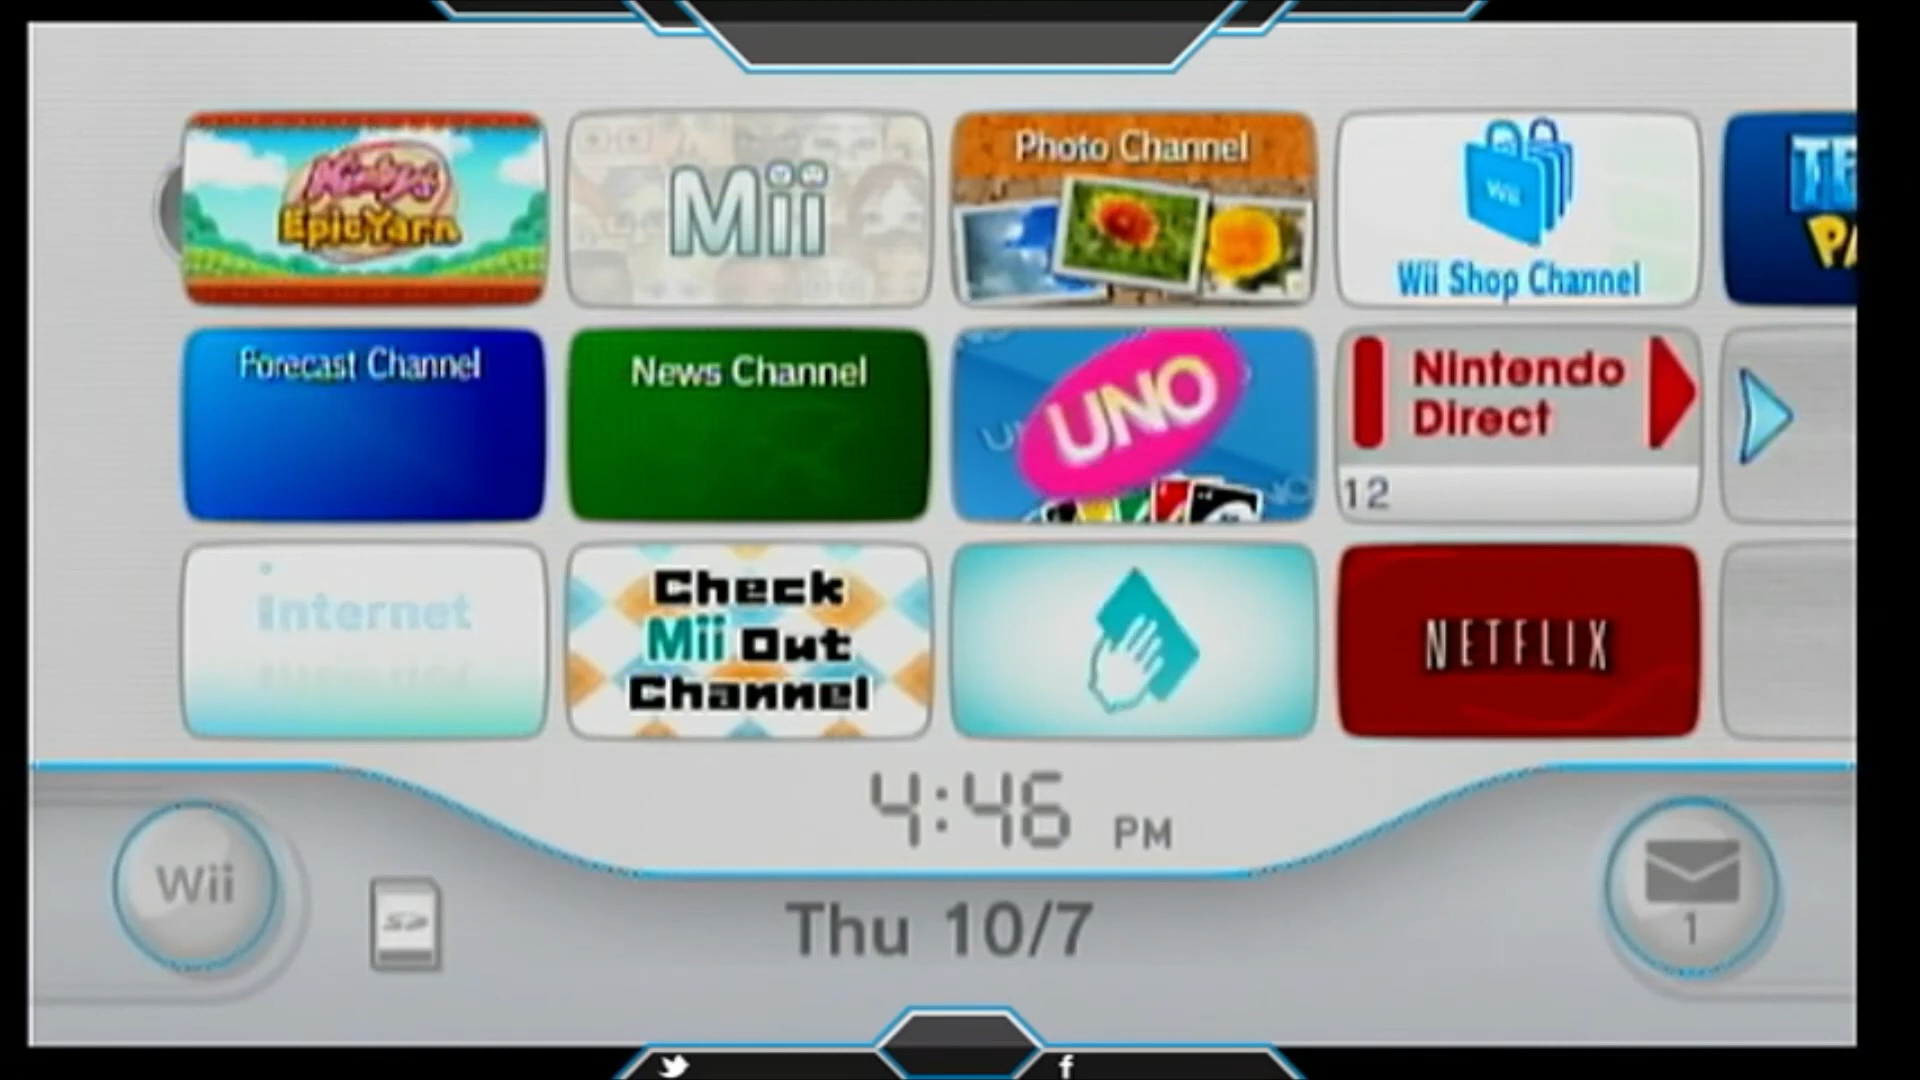 Kirby's
Epic Yarn
Mii
Photo Channel
Wii
Wii Shop Channel
Forecast Channel
News Channel
UNO
Nintendo
Direct
12
Internet
Check
Mii Out
Channel
NETFLIX
4:46 PM
Wii
SD
Thu 10/7
1